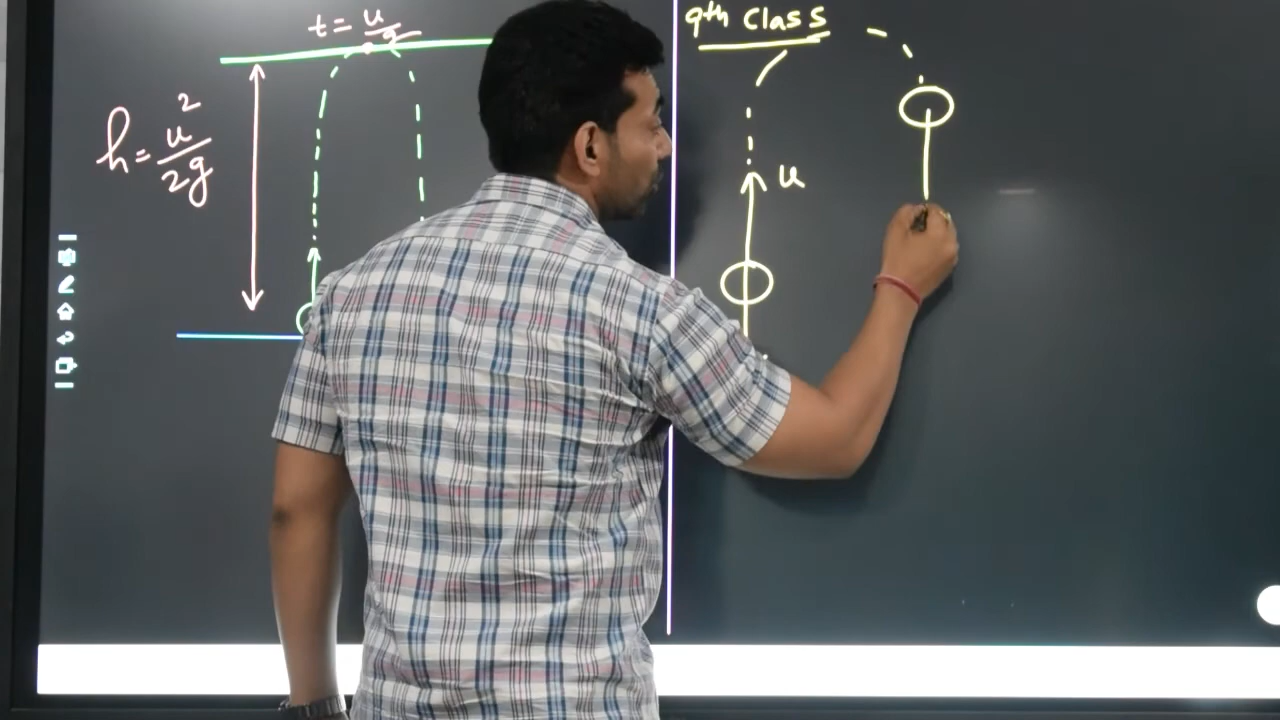 t = u/g
h = u²/2g
9th Class
u